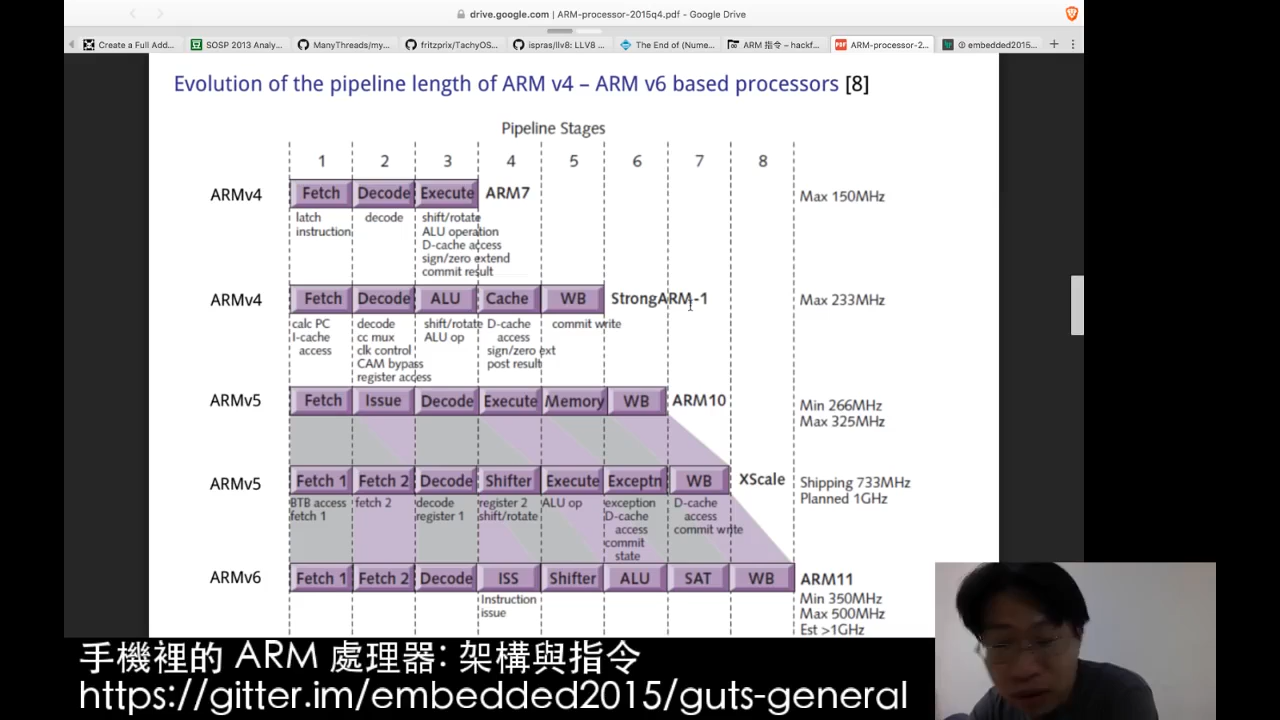 drive.google.com | ARM-processor-2015q4.pdf - Google Drive
Create a Full Add... SOSP 2013 Analy... ManyThreads/my... fritzprix/TachyOS... ispras/llv8: LLV8 ... The End of (Nume... ARM 指令 – hackf... ARM-processor-2... embedded2015...
Evolution of the pipeline length of ARM v4 – ARM v6 based processors [8]
Pipeline Stages
1 2 3 4 5 6 7 8
ARMv4 Fetch Decode Execute ARM7 Max 150MHz
latch decode shift/rotate
instruction ALU operation
D-cache access
sign/zero extend
commit result
ARMv4 Fetch Decode ALU Cache WB StrongARM-1 Max 233MHz
calc PC decode shift/rotate D-cache commit write
I-cache cc mux ALU op access
access clk control sign/zero ext
CAM bypass post result
register access
ARMv5 Fetch Issue Decode Execute Memory WB ARM10 Min 266MHz
Max 325MHz
ARMv5 Fetch 1 Fetch 2 Decode Shifter Execute Exceptn WB XScale Shipping 733MHz
Planned 1GHz
BTB access fetch 2 decode register 2 ALU op exception D-cache
fetch 1 register 1 shift/rotate D-cache access
access commit write
commit
state
ARMv6 Fetch 1 Fetch 2 Decode ISS Shifter ALU SAT WB ARM11
Instruction Min 350MHz
issue Max 500MHz
Est >1GHz
手機裡的 ARM 處理器: 架構與指令
https://gitter.im/embedded2015/guts-general